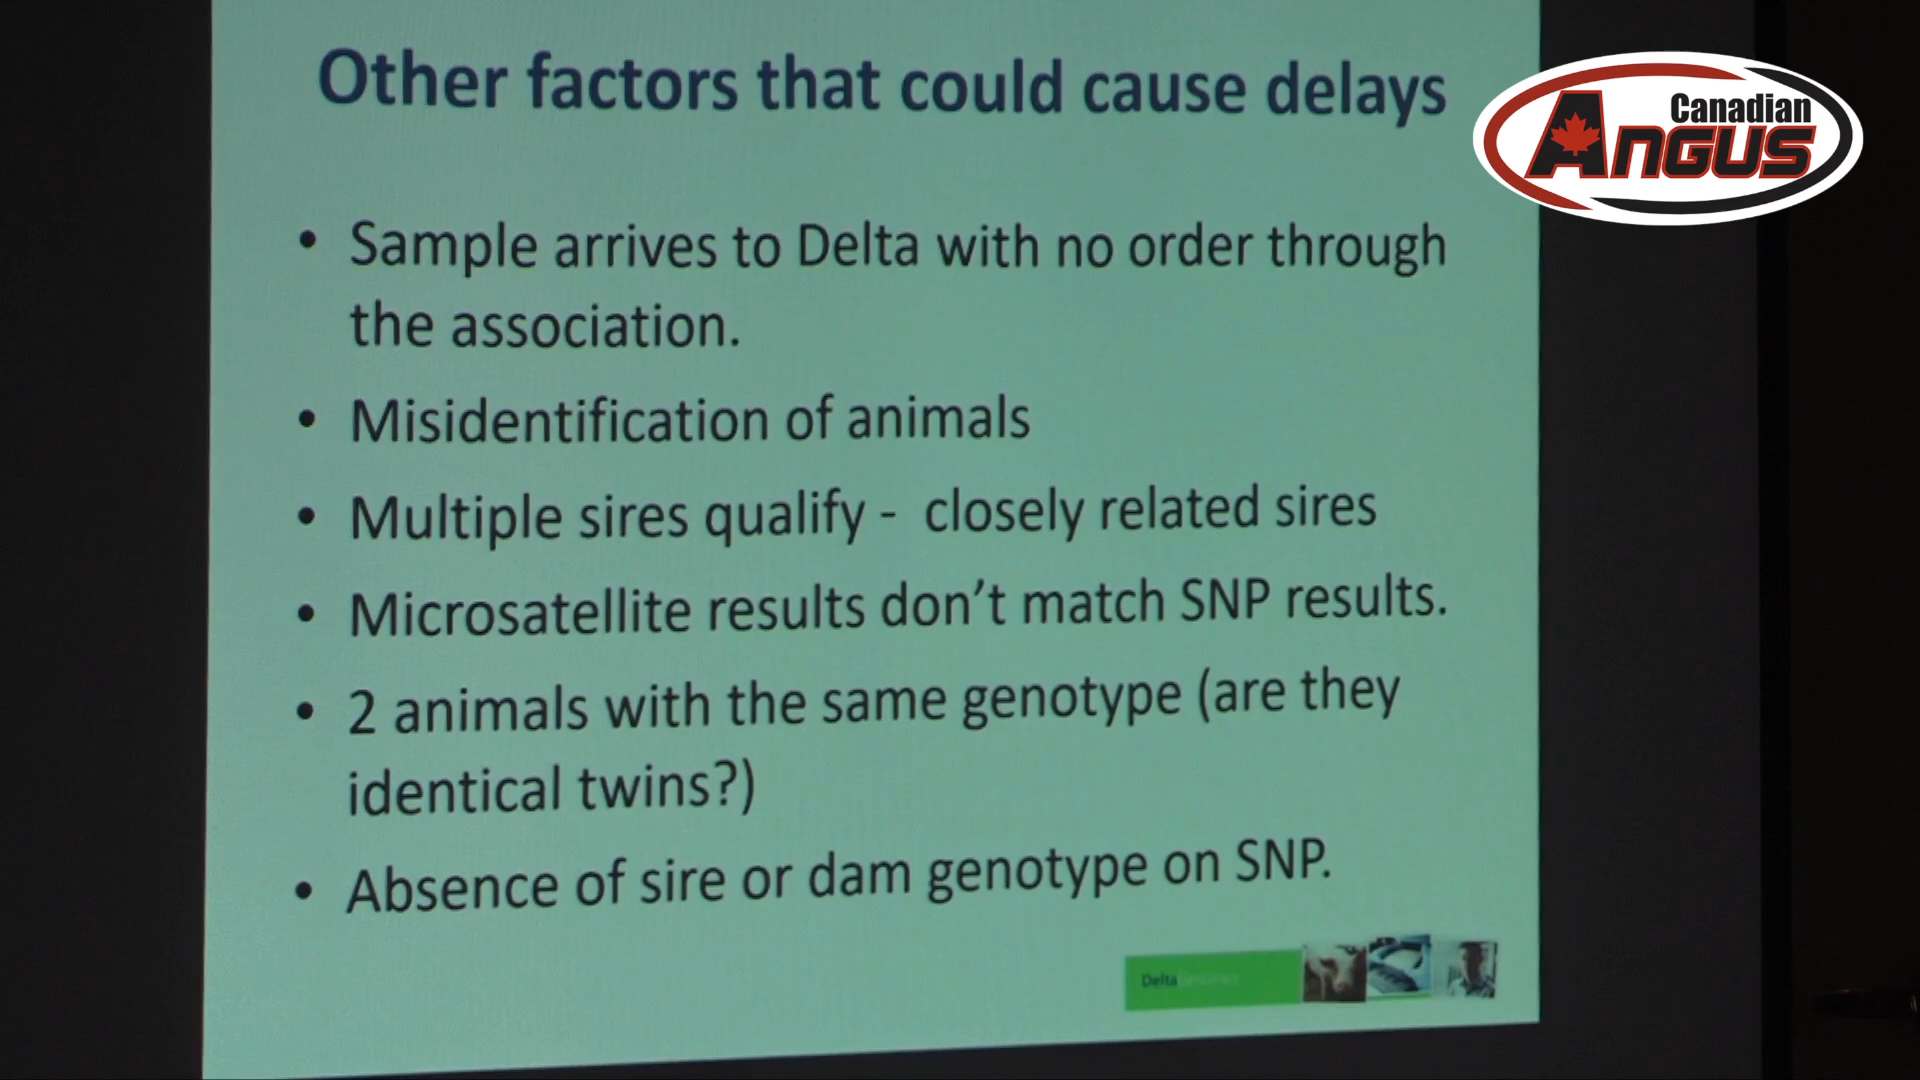 Other factors that could cause delays
Canadian
Angus
• Sample arrives to Delta with no order through
the association.
• Misidentification of animals
• Multiple sires qualify - closely related sires
• Microsatellite results don't match SNP results.
• 2 animals with the same genotype (are they
identical twins?)
• Absence of sire or dam genotype on SNP.
Delta